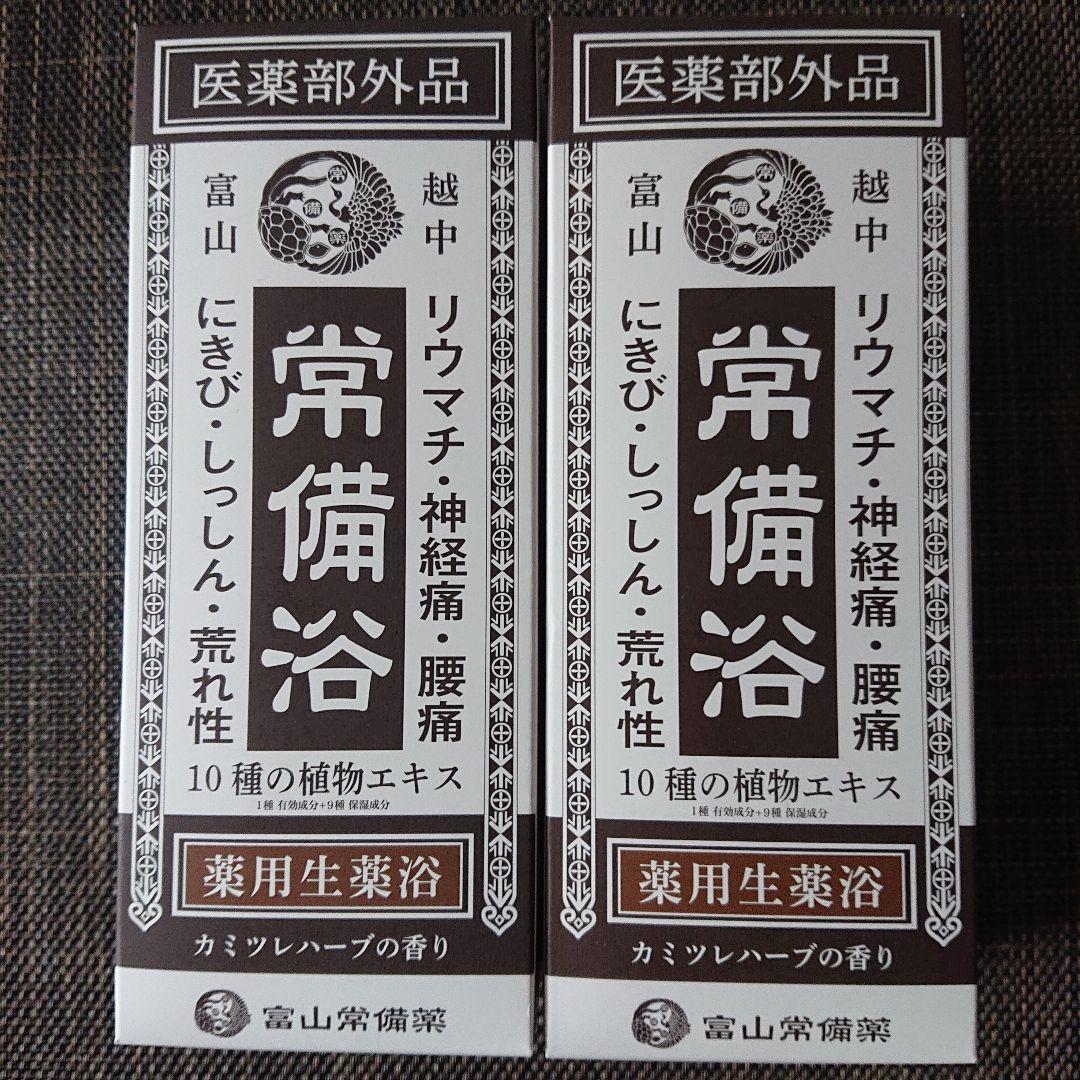 医薬部外品
越中
富山
常備薬
リウマチ・神経痛・腰痛
常備浴
にきび・しっしん・荒れ性
10種の植物エキス
1種 有効成分+9種 保湿成分
薬用生薬浴
カミツレハーブの香り
富山常備薬
医薬部外品
越中
富山
常備薬
リウマチ・神経痛・腰痛
常備浴
にきび・しっしん・荒れ性
10種の植物エキス
1種 有効成分+9種 保湿成分
薬用生薬浴
カミツレハーブの香り
富山常備薬